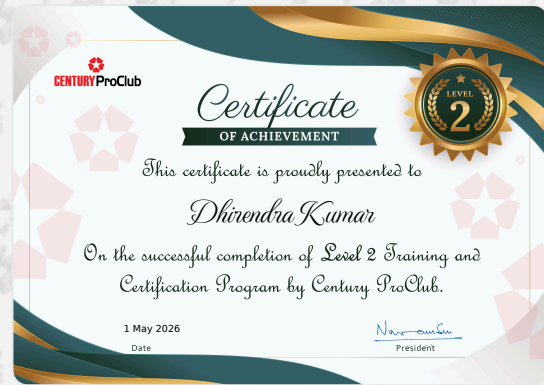 CENTURY ProClub
Certificate
OF ACHIEVEMENT
LEVEL
2
This certificate is proudly presented to
Dhirendra Kumar
On the successful completion of Level 2 Training and
Certification Program by Century ProClub.
1 May 2026
Date
President